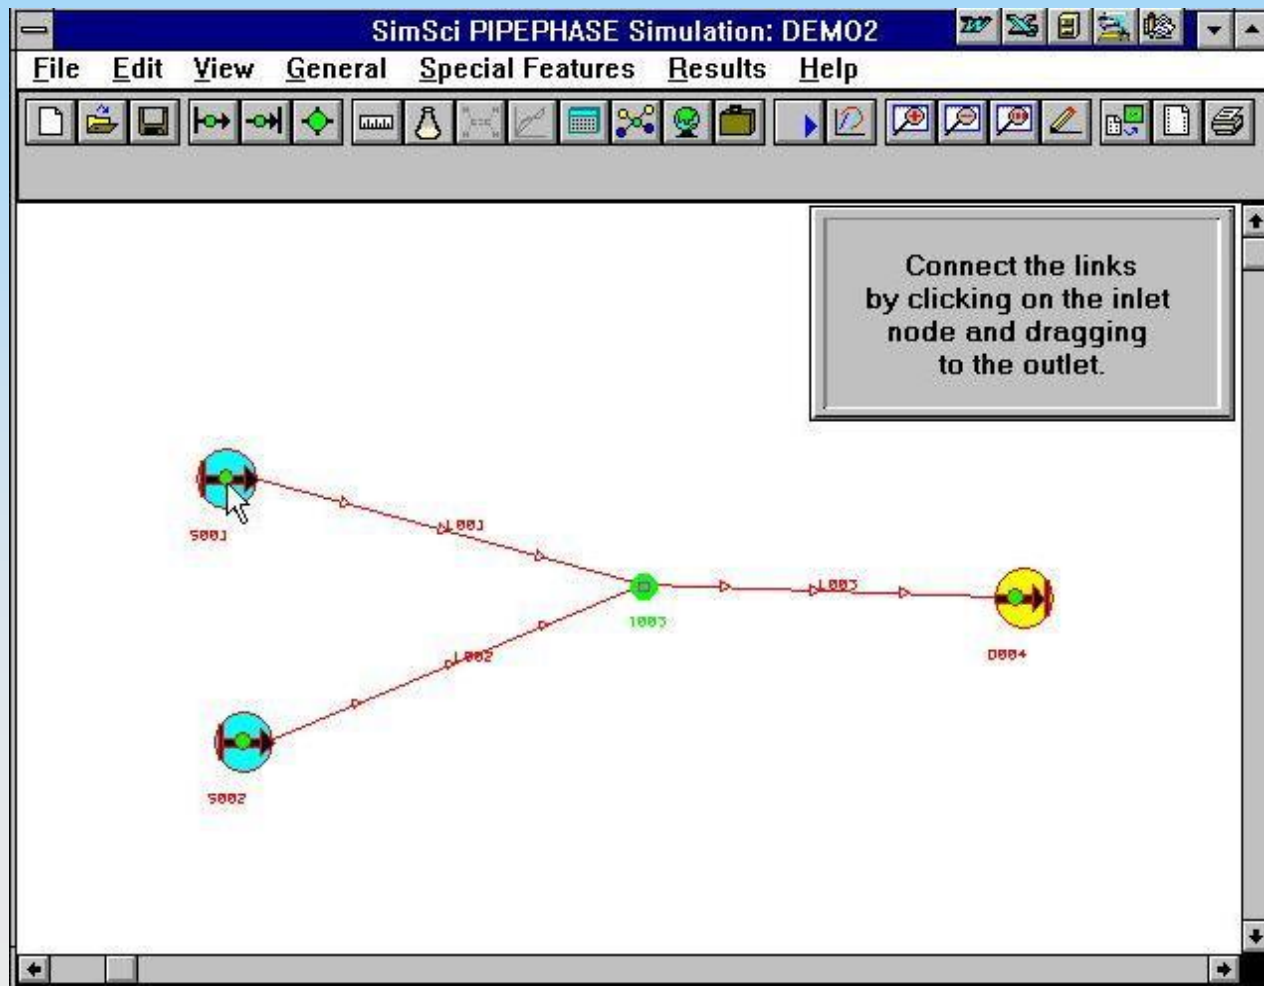 SimSci PIPEPHASE Simulation: DEMO2
File Edit View General Special Features Results Help
Connect the links
by clicking on the inlet
node and dragging
to the outlet.
S001
L001
L003
J003
D004
L002
S002